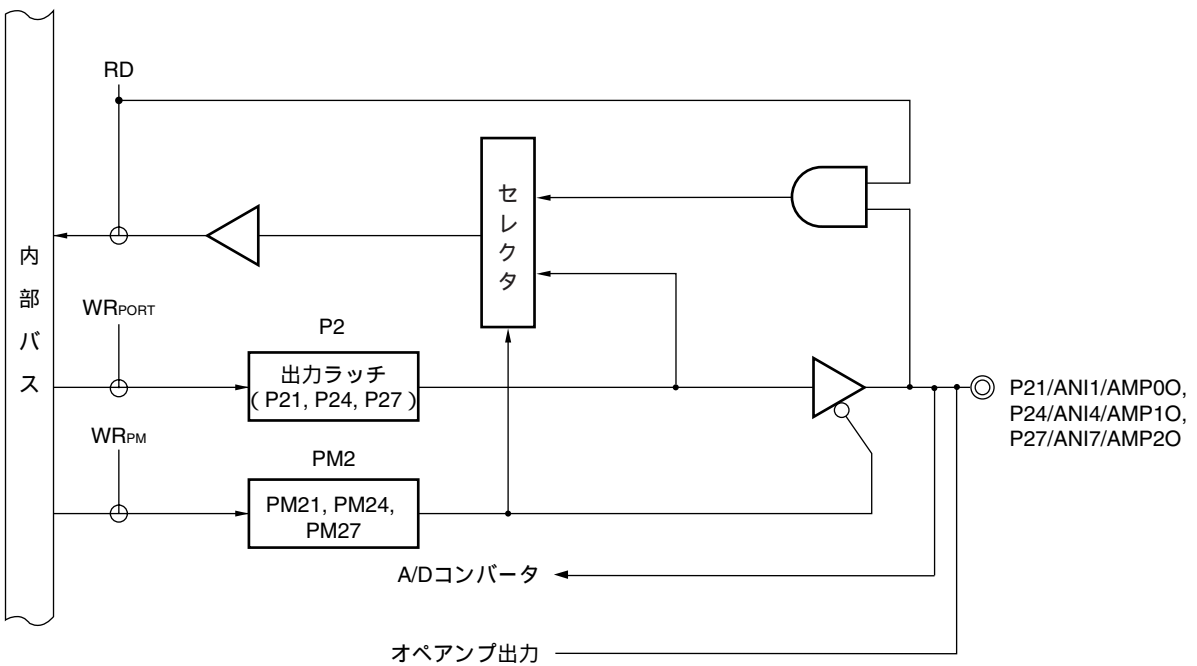 RD
セレクタ
内部バス
WRPORT
P2
出力ラッチ
( P21, P24, P27 )
P21/ANI1/AMP0O,
P24/ANI4/AMP1O,
P27/ANI7/AMP2O
WRPM
PM2
PM21, PM24,
PM27
A/Dコンバータ
オペアンプ出力